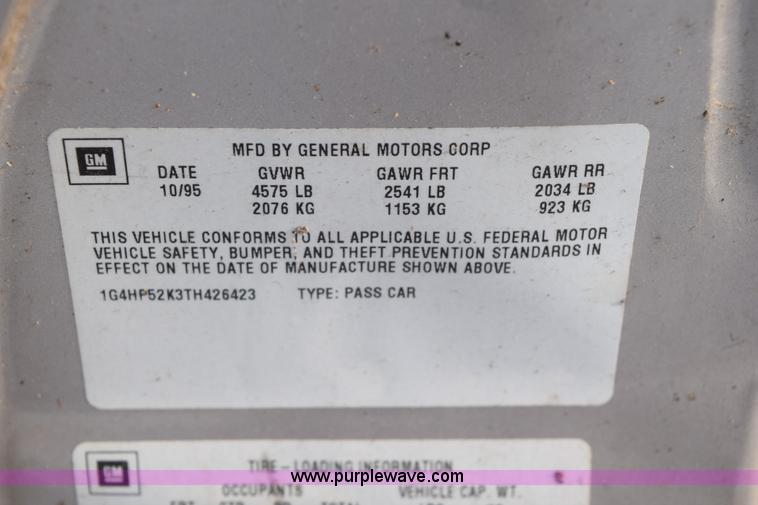 GM
MFD BY GENERAL MOTORS CORP
DATE GVWR GAWR FRT GAWR RR
10/95 4575 LB 2541 LB 2034 LB
2076 KG 1153 KG 923 KG
THIS VEHICLE CONFORMS TO ALL APPLICABLE U.S. FEDERAL MOTOR
VEHICLE SAFETY, BUMPER, AND THEFT PREVENTION STANDARDS IN
EFFECT ON THE DATE OF MANUFACTURE SHOWN ABOVE.
1G4HP52K3TH426423 TYPE: PASS CAR
GM
TIRE-LOADING INFORMATION
www.purplewave.com
OCCUPANTS VEHICLE CAP. WT.